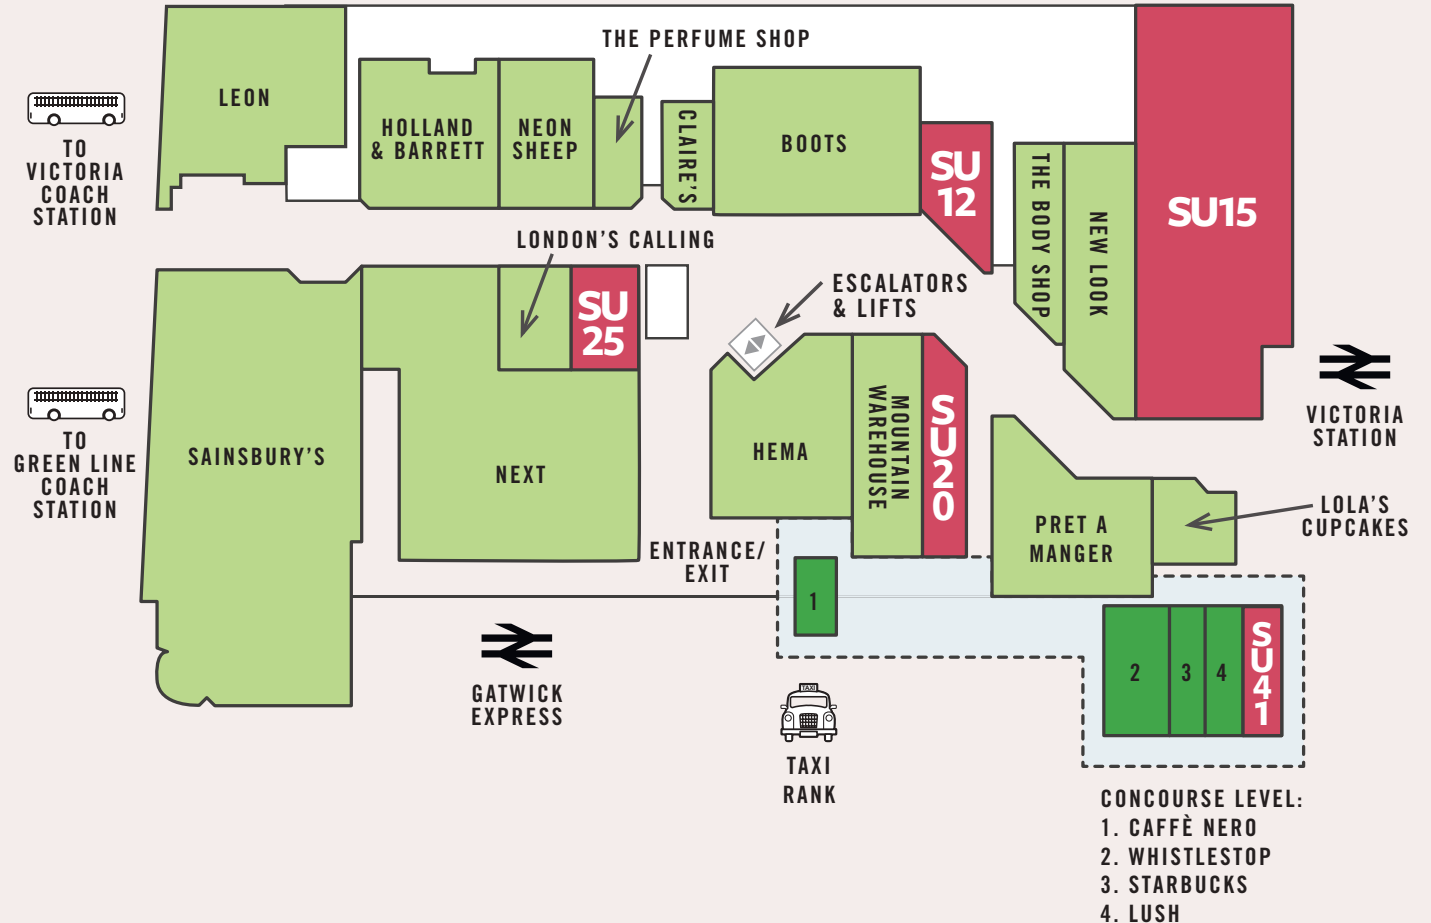 THE PERFUME SHOP
LEON
HOLLAND
& BARRETT
NEON
SHEEP
CLAIRE'S
BOOTS
SU
12
THE BODY SHOP
NEW LOOK
SU15
TO
VICTORIA
COACH
STATION
LONDON'S CALLING
SU
25
ESCALATORS
& LIFTS
TO
GREEN LINE
COACH
STATION
SAINSBURY'S
NEXT
HEMA
MOUNTAIN
WAREHOUSE
SU20
VICTORIA
STATION
PRET A
MANGER
LOLA'S
CUPCAKES
ENTRANCE/
EXIT
1
2
3
4
SU41
GATWICK
EXPRESS
TAXI
TAXI
RANK
CONCOURSE LEVEL:
1. CAFFÈ NERO
2. WHISTLESTOP
3. STARBUCKS
4. LUSH